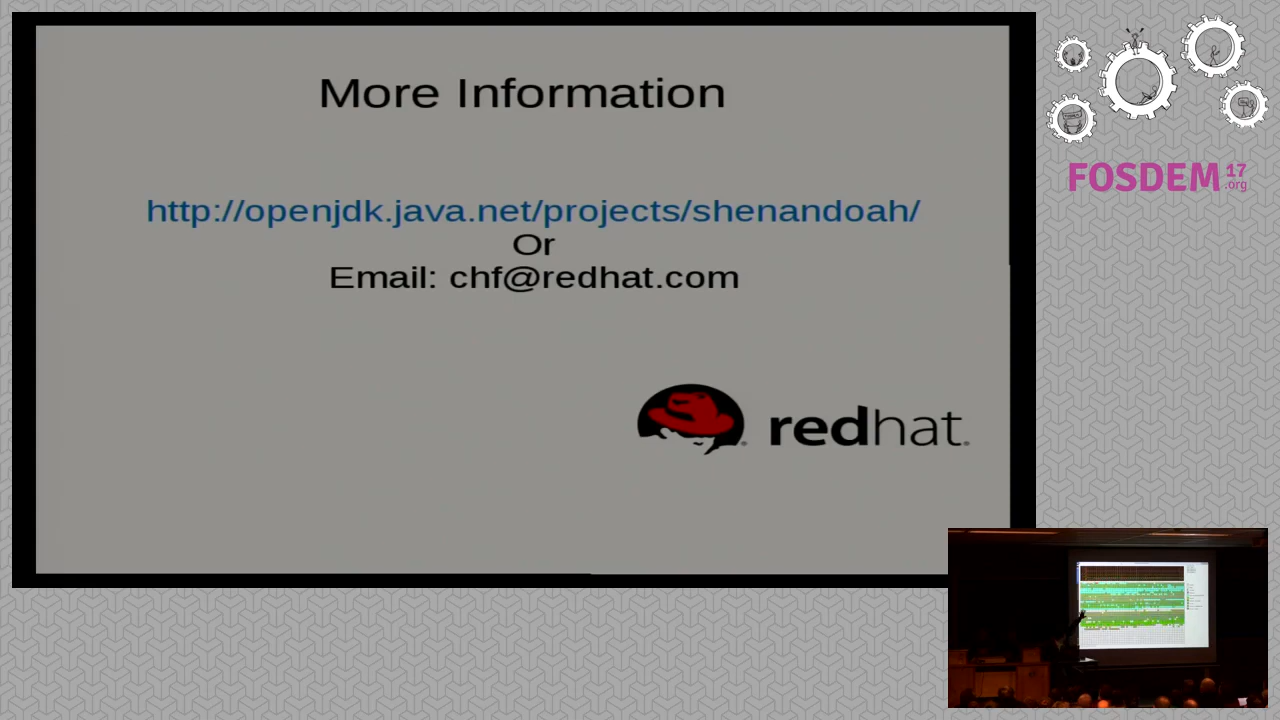 More Information
http://openjdk.java.net/projects/shenandoah/
Or
Email: chf@redhat.com
redhat.
FOSDEM 17
.org